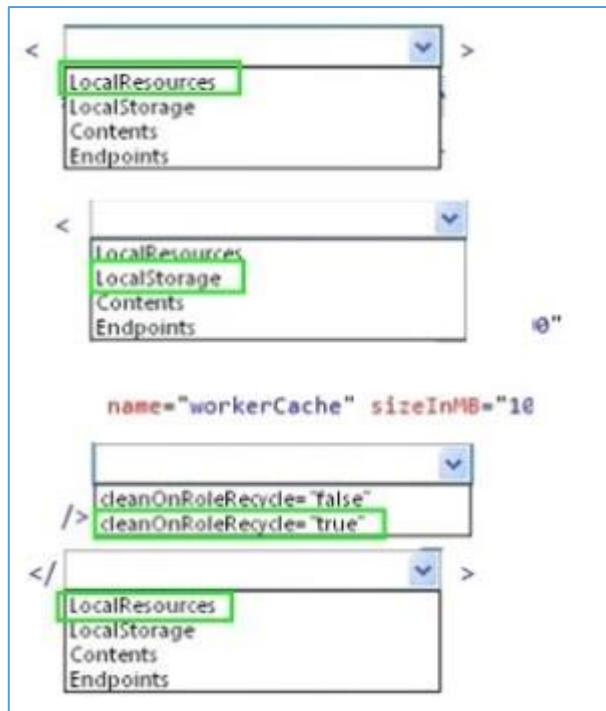 < >
LocalResources
LocalStorage
Contents
Endpoints
<
LocalResources
LocalStorage
Contents
Endpoints
0"
name="workerCache" sizeInMB="10
cleanOnRoleRecycle="false"
/> cleanOnRoleRecycle="true"
</ >
LocalResources
LocalStorage
Contents
Endpoints